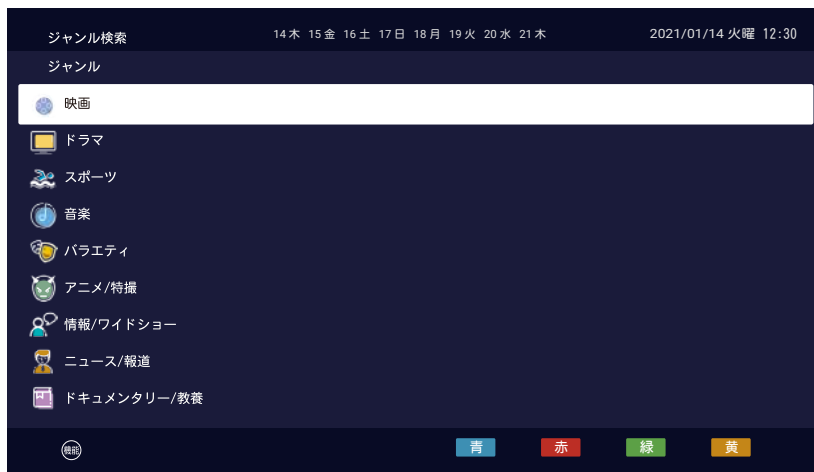 ジャンル検索 14木 15金 16土 17日 18月 19火 20水 21木 2021/01/14 火曜 12:30
ジャンル
映画
ドラマ
スポーツ
音楽
バラエティ
アニメ/特撮
情報/ワイドショー
ニュース/報道
ドキュメンタリー/教養
機能 青 赤 緑 黄